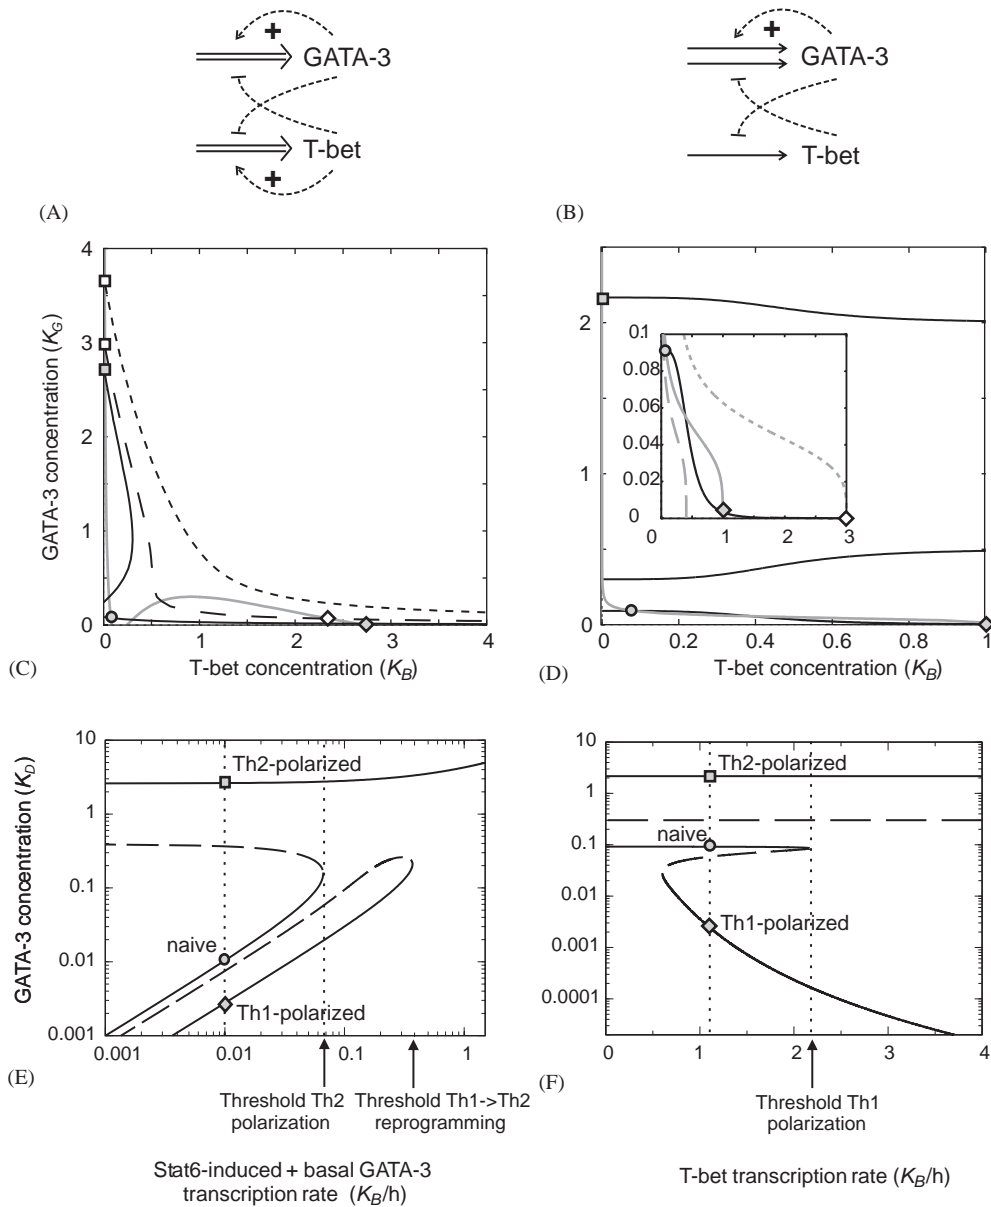 +
GATA-3
T-bet
+
(A)
+
GATA-3
T-bet
(B)
GATA-3 concentration (K_G)
4
3
2
1
0
0
1
2
3
4
T-bet concentration (K_B)
(C)
2
1
0
0
0.2
0.4
0.6
0.8
1
0.1
0.08
0.06
0.04
0.02
0
0
1
2
3
T-bet concentration (K_B)
(D)
GATA-3 concentration (K_D)
10
1
0.1
0.01
0.001
0.001
0.01
0.1
1
Th2-polarized
naive
Th1-polarized
(E)
Threshold Th2
polarization
Threshold Th1->Th2
reprogramming
Stat6-induced + basal GATA-3
transcription rate (K_B/h)
10
1
0.1
0.01
0.001
0.0001
0
1
2
3
4
Th2-polarized
naive
Th1-polarized
(F)
Threshold Th1
polarization
T-bet transcription rate (K_B/h)